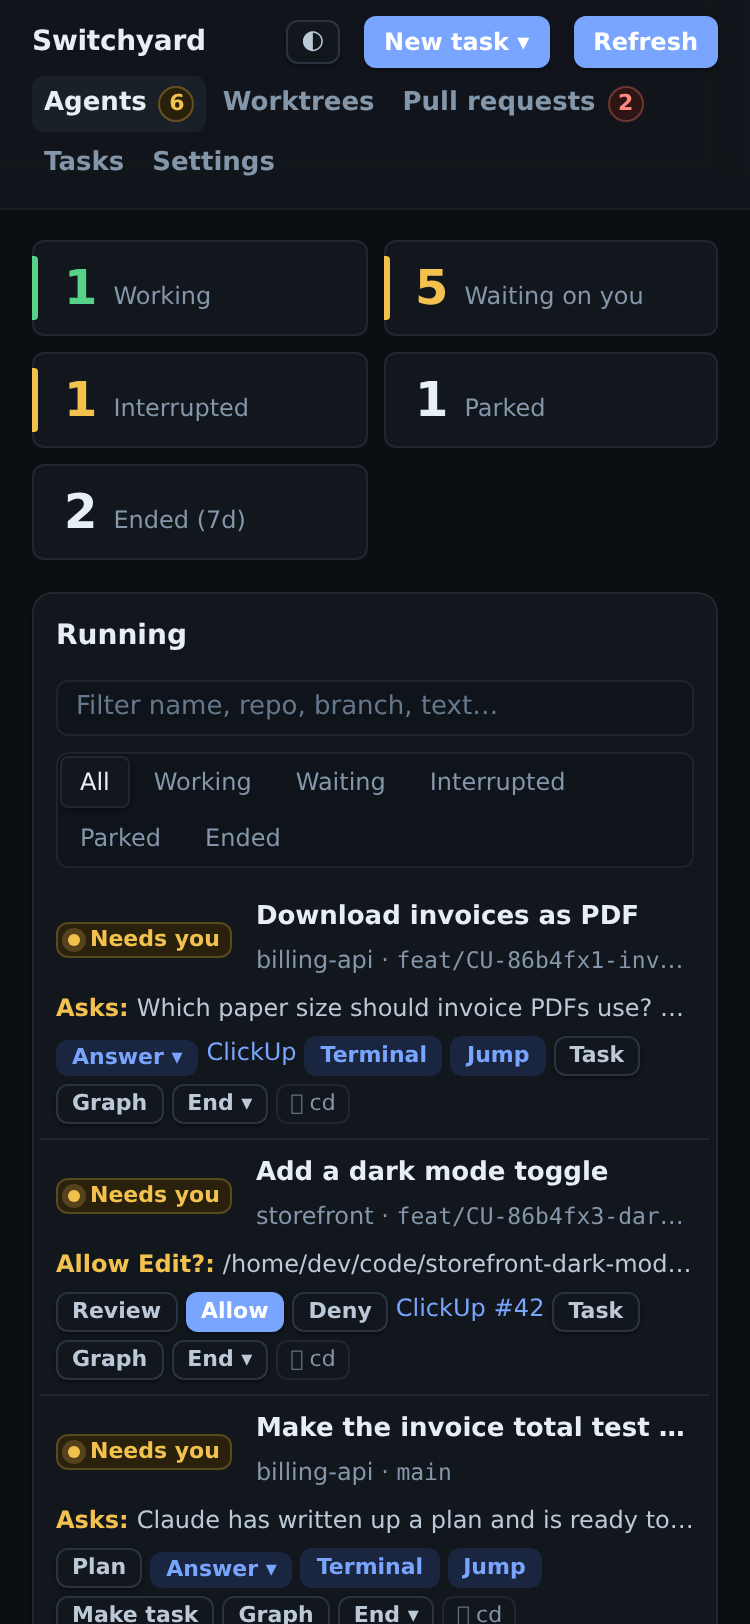 Switchyard New task ▾ Refresh
Agents 6 Worktrees Pull requests 2
Tasks Settings
1 Working
5 Waiting on you
1 Interrupted
1 Parked
2 Ended (7d)
Running
Filter name, repo, branch, text…
All Working Waiting Interrupted
Parked Ended
Needs you
Download invoices as PDF
billing-api · feat/CU-86b4fx1-inv…
Asks: Which paper size should invoice PDFs use? …
Answer ▾ ClickUp Terminal Jump Task
Graph End ▾ cd
Needs you
Add a dark mode toggle
storefront · feat/CU-86b4fx3-dar…
Allow Edit?: /home/dev/code/storefront-dark-mod…
Review Allow Deny ClickUp #42 Task
Graph End ▾ cd
Needs you
Make the invoice total test …
billing-api · main
Asks: Claude has written up a plan and is ready to…
Plan Answer ▾ Terminal Jump
Make task Graph End ▾ cd